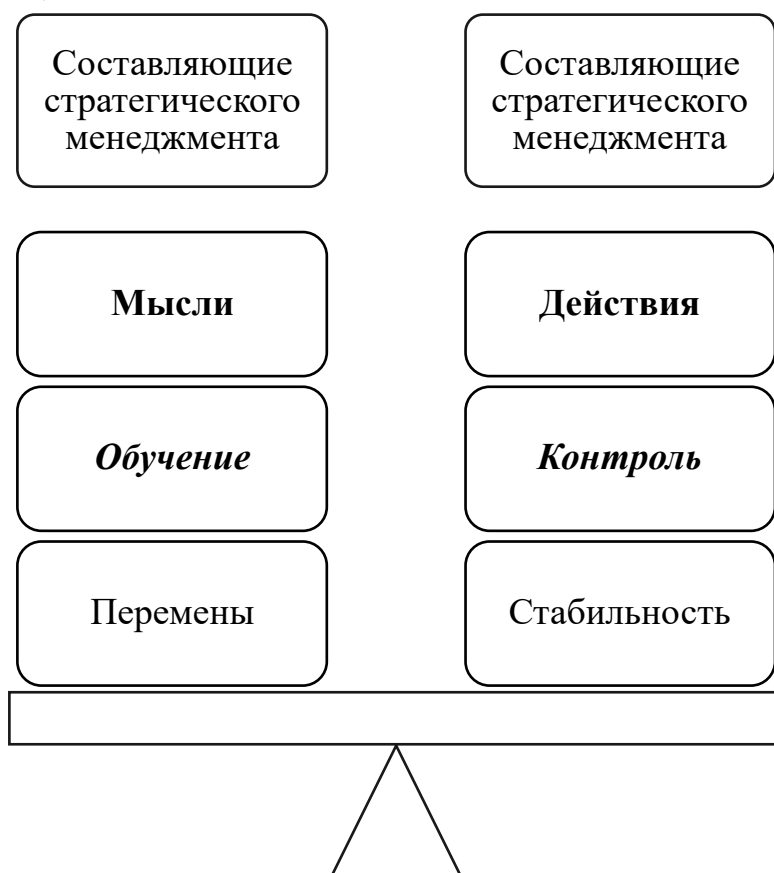 Составляющие
стратегического
менеджмента
Составляющие
стратегического
менеджмента
Мысли
Действия
Обучение
Контроль
Перемены
Стабильность